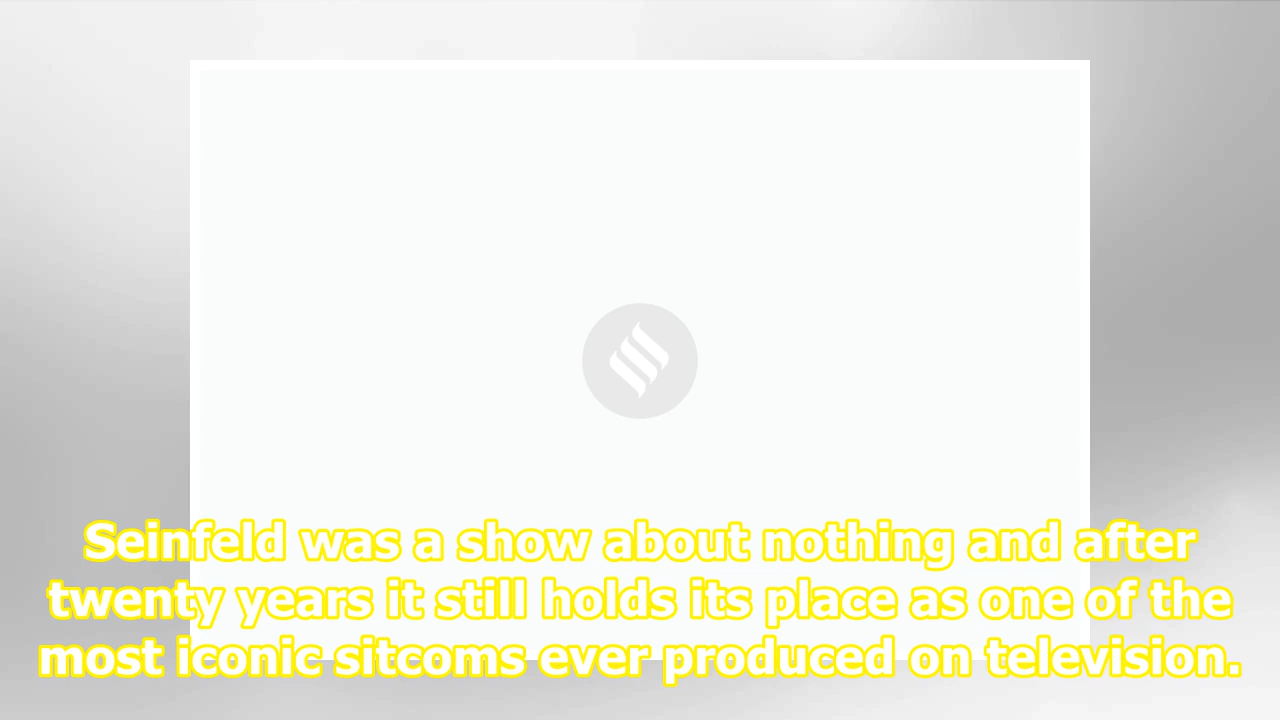 Seinfeld was a show about nothing and after
twenty years it still holds its place as one of the
most iconic sitcoms ever produced on television.